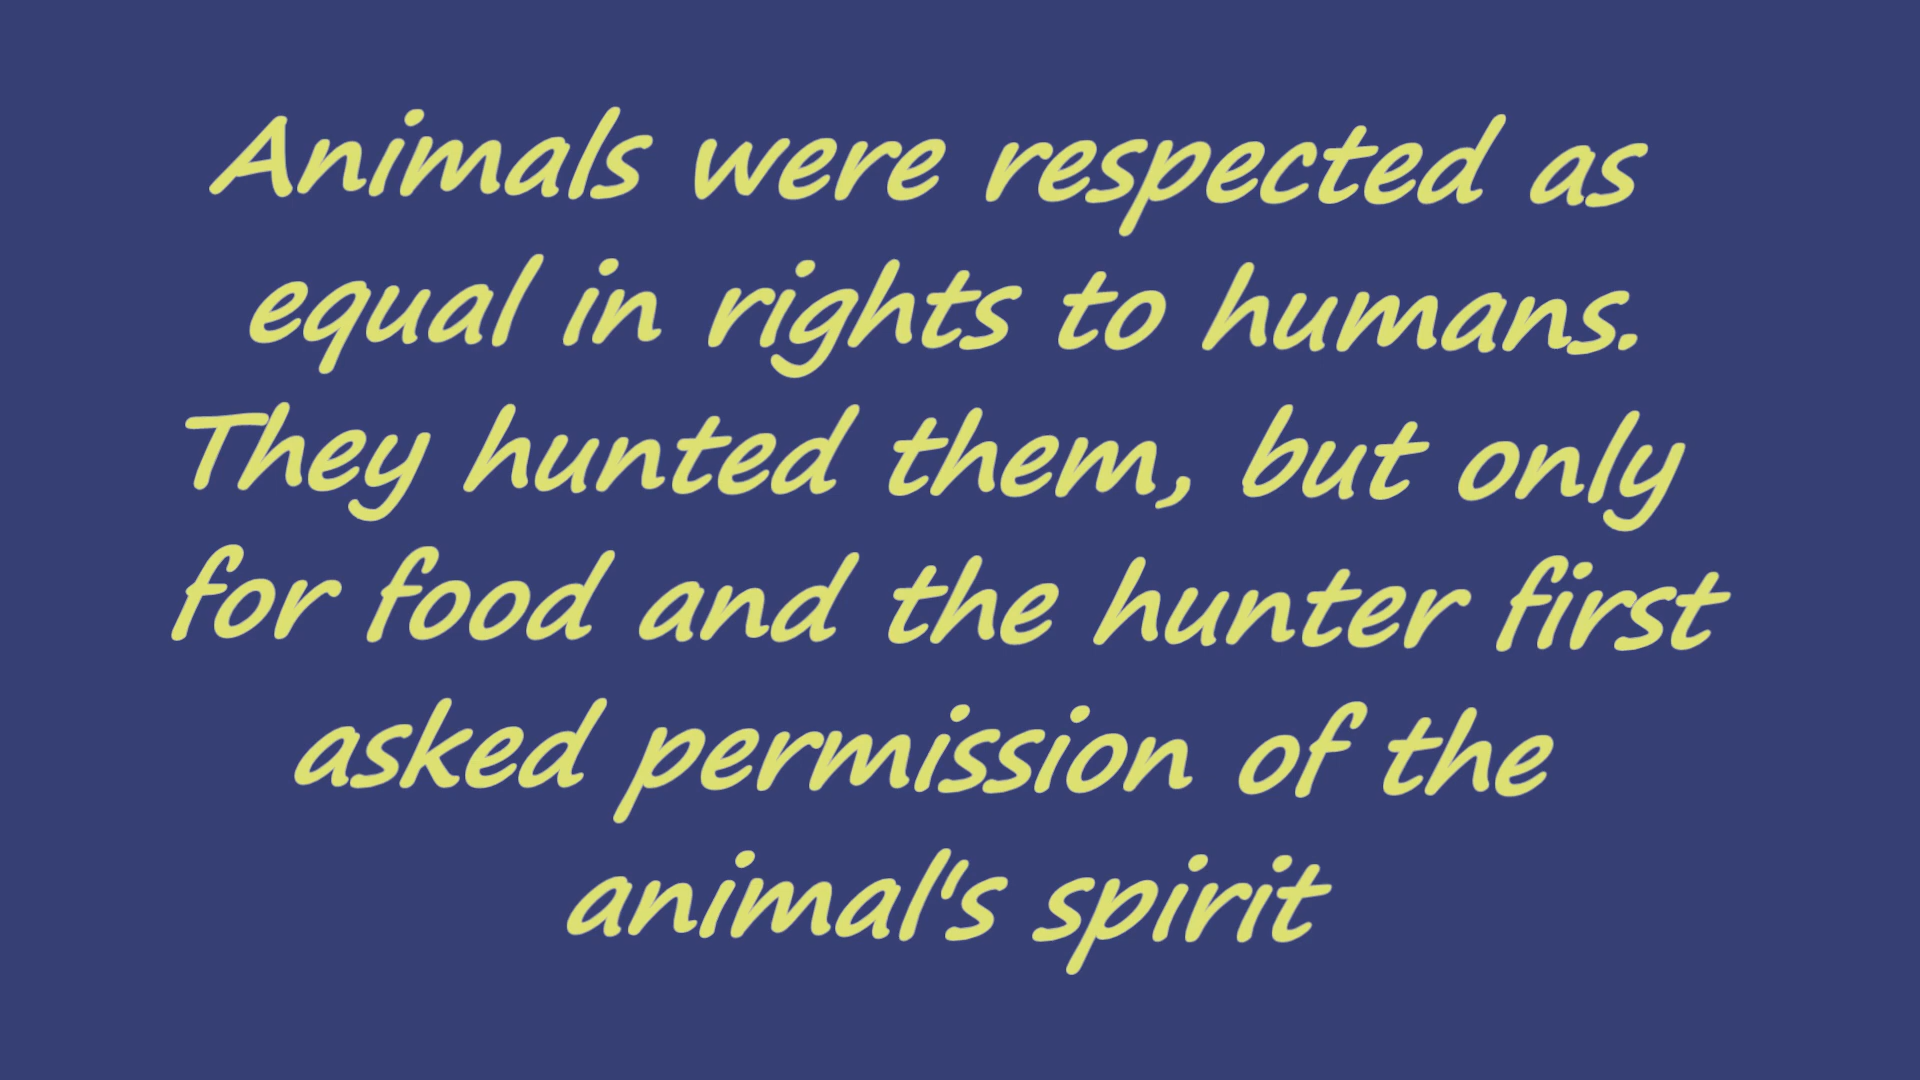 Animals were respected as
equal in rights to humans.
They hunted them, but only
for food and the hunter first
asked permission of the
animal's spirit